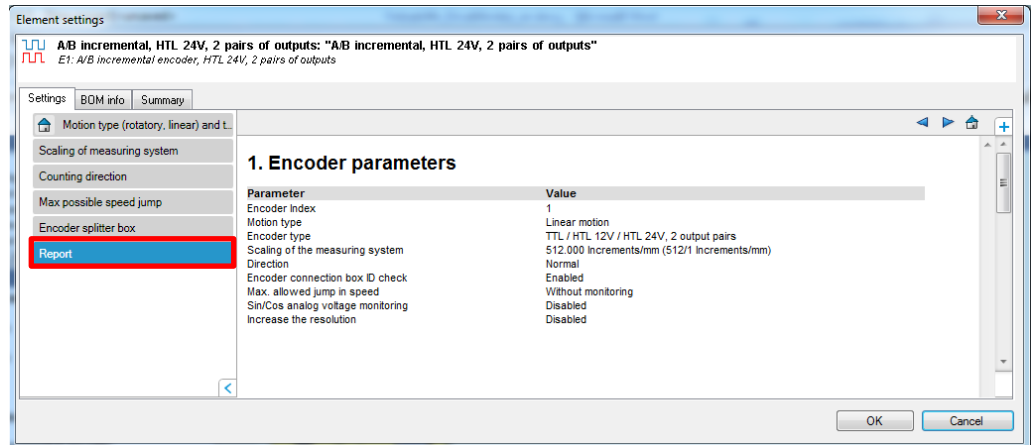 Element settings
A/B incremental, HTL 24V, 2 pairs of outputs: "A/B incremental, HTL 24V, 2 pairs of outputs"
E1: A/B incremental encoder, HTL 24V, 2 pairs of outputs
Settings BOM info Summary
Motion type (rotatory, linear) and t...
Scaling of measuring system
Counting direction
Max possible speed jump
Encoder splitter box
Report
1. Encoder parameters
Parameter Value
Encoder Index 1
Motion type Linear motion
Encoder type TTL / HTL 12V / HTL 24V, 2 output pairs
Scaling of the measuring system 512.000 Increments/mm (512/1 Increments/mm)
Direction Normal
Encoder connection box ID check Enabled
Max. allowed jump in speed Without monitoring
Sin/Cos analog voltage monitoring Disabled
Increase the resolution Disabled
OK Cancel